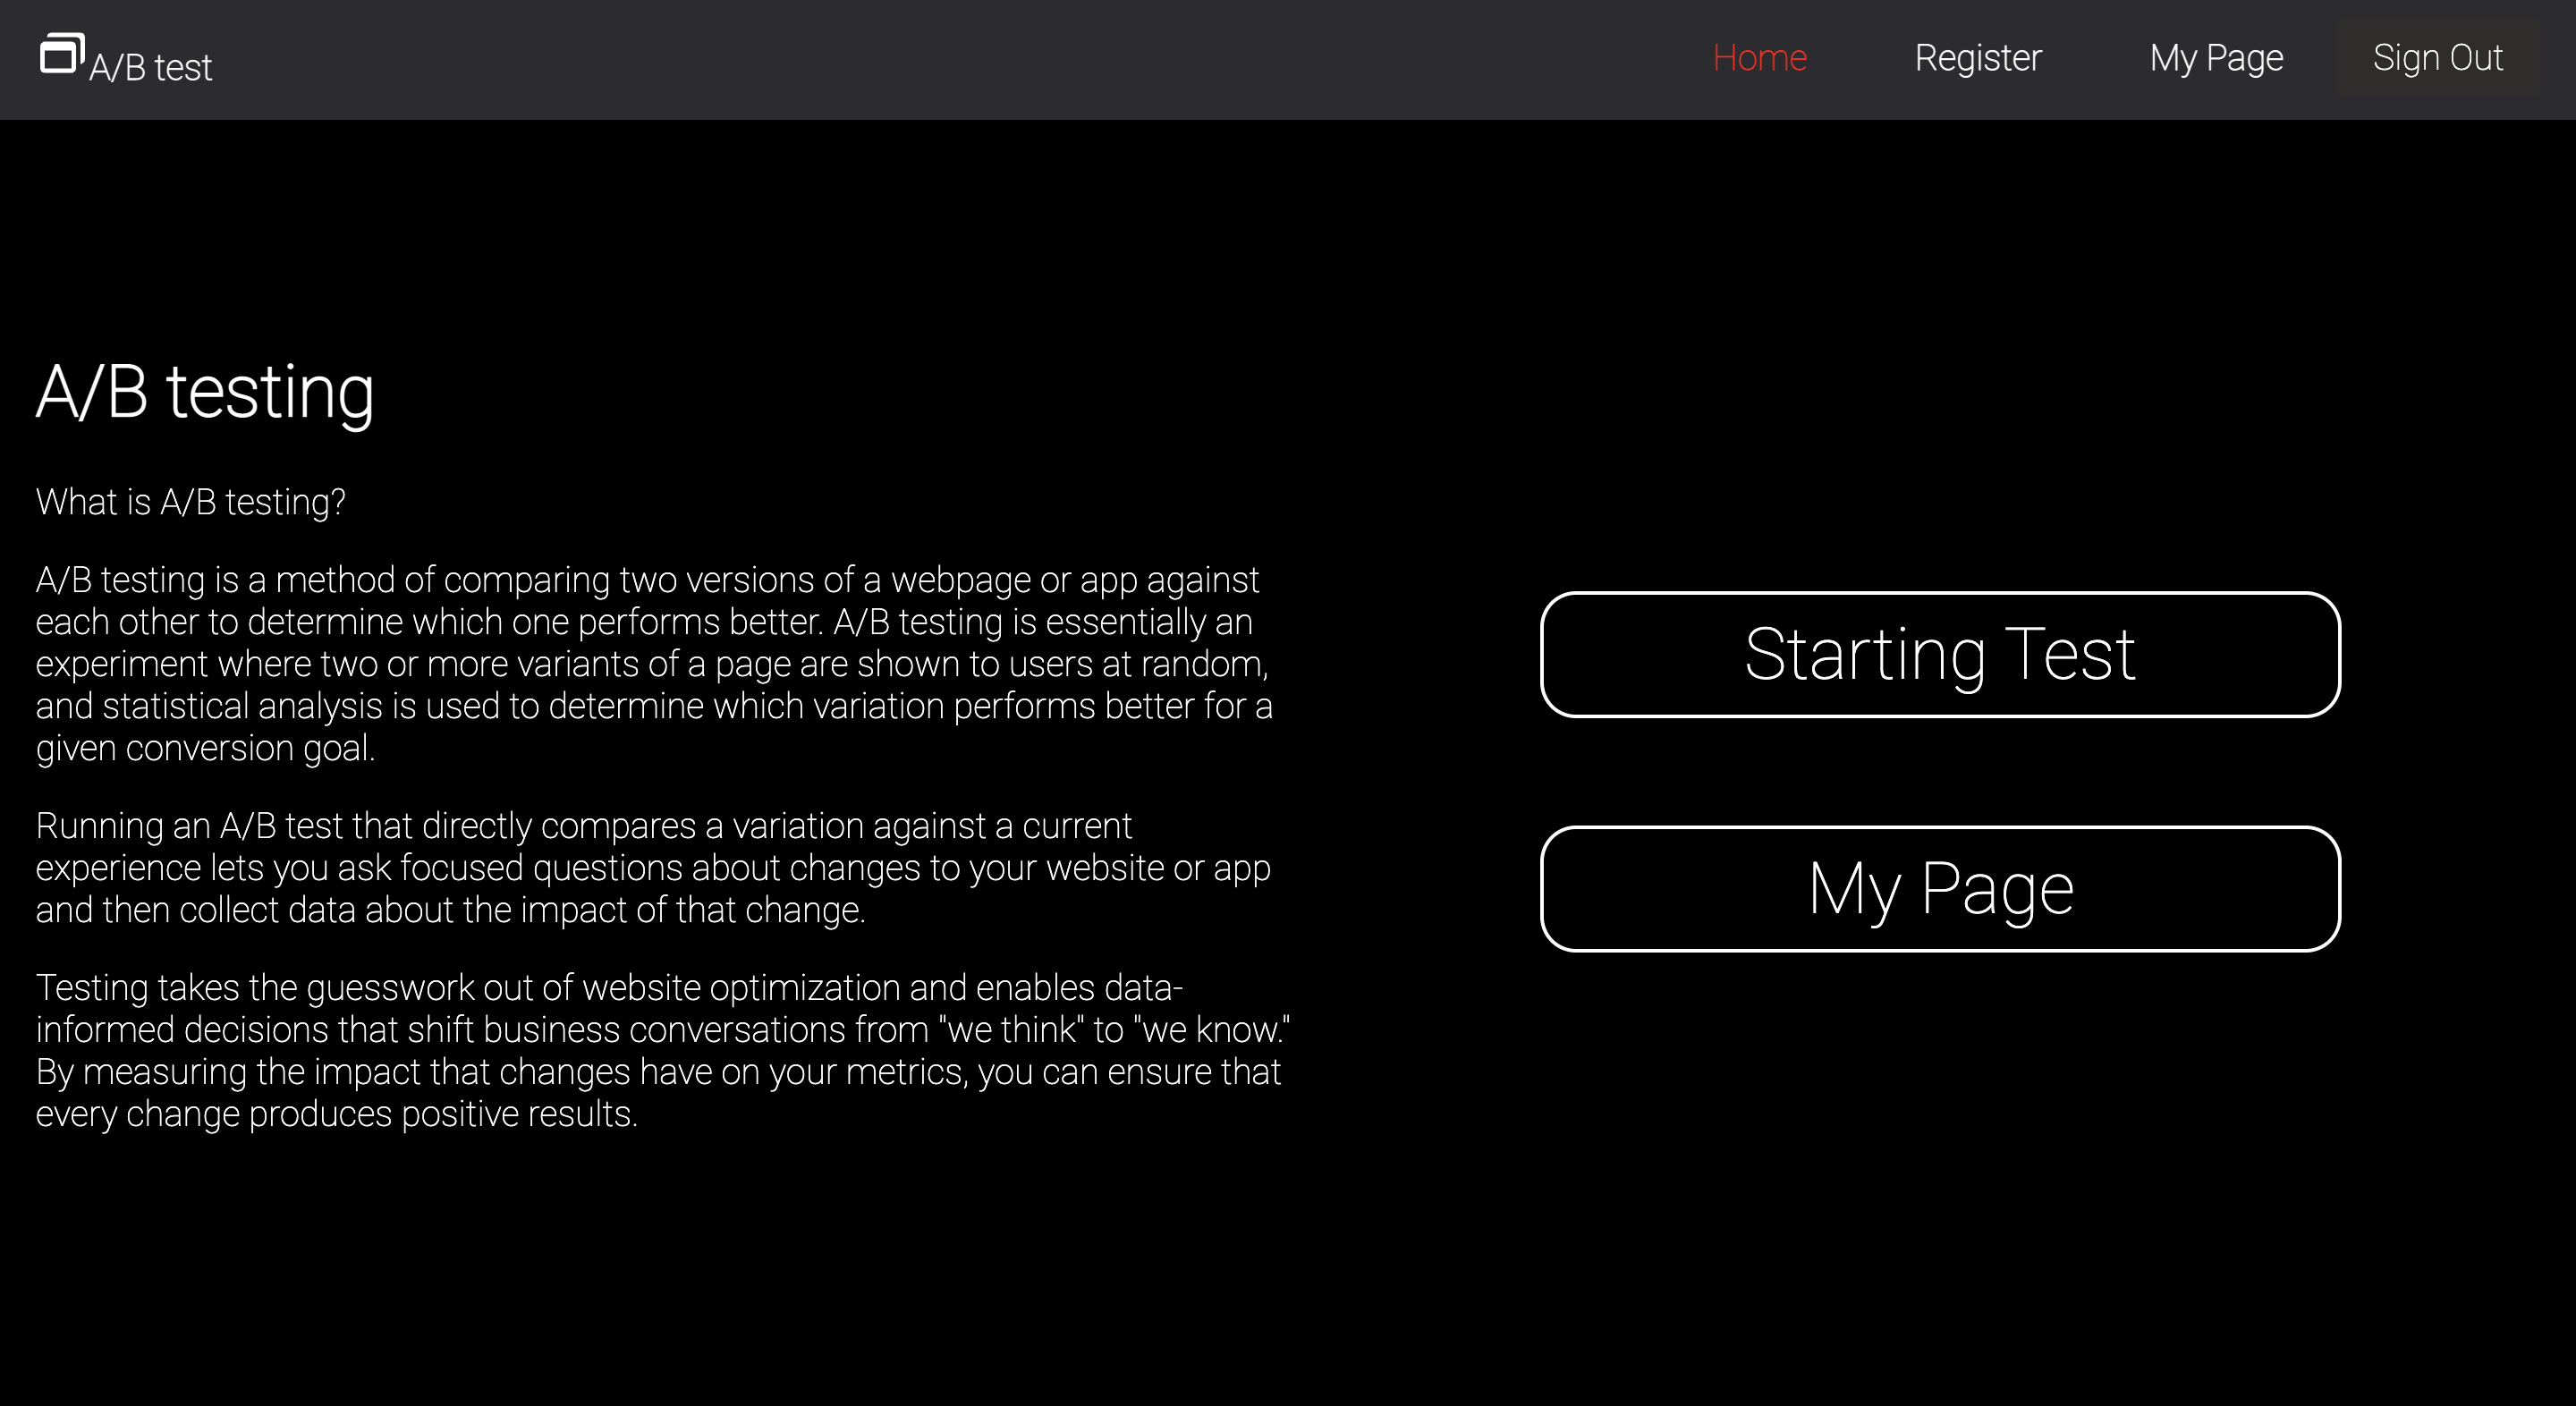 A/B test
Home
Register
My Page
Sign Out
A/B testing
What is A/B testing?
A/B testing is a method of comparing two versions of a webpage or app against
each other to determine which one performs better. A/B testing is essentially an
experiment where two or more variants of a page are shown to users at random,
and statistical analysis is used to determine which variation performs better for a
given conversion goal.
Running an A/B test that directly compares a variation against a current
experience lets you ask focused questions about changes to your website or app
and then collect data about the impact of that change.
Testing takes the guesswork out of website optimization and enables data-
informed decisions that shift business conversations from "we think" to "we know."
By measuring the impact that changes have on your metrics, you can ensure that
every change produces positive results.
Starting Test
My Page